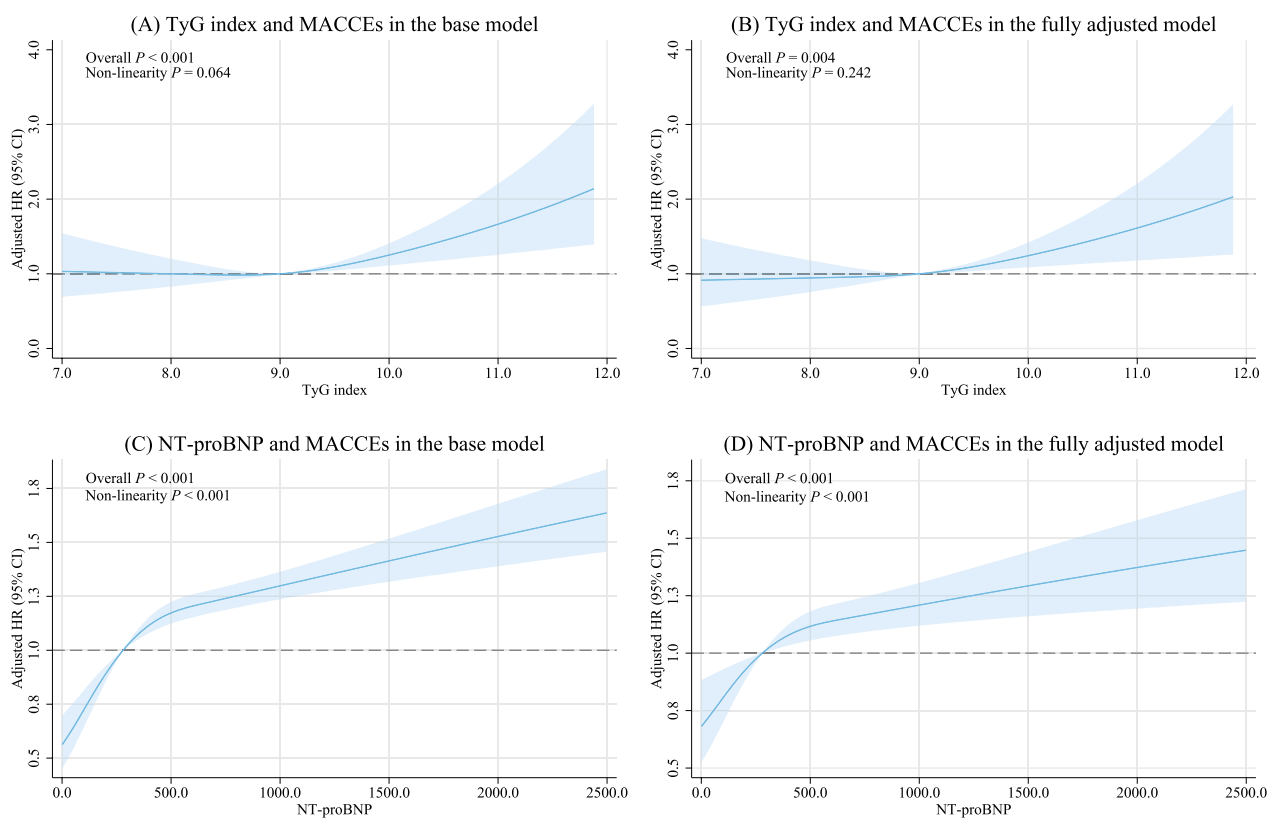 (A) TyG index and MACCEs in the base model
Overall P < 0.001
Non-linearity P = 0.064
Adjusted HR (95% CI)
4.0
3.0
2.0
1.0
0.0
7.0 8.0 9.0 10.0 11.0 12.0
TyG index
(B) TyG index and MACCEs in the fully adjusted model
Overall P = 0.004
Non-linearity P = 0.242
Adjusted HR (95% CI)
4.0
3.0
2.0
1.0
0.0
7.0 8.0 9.0 10.0 11.0 12.0
TyG index
(C) NT-proBNP and MACCEs in the base model
Overall P < 0.001
Non-linearity P < 0.001
Adjusted HR (95% CI)
1.8
1.5
1.3
1.0
0.8
0.5
0.0 500.0 1000.0 1500.0 2000.0 2500.0
NT-proBNP
(D) NT-proBNP and MACCEs in the fully adjusted model
Overall P < 0.001
Non-linearity P < 0.001
Adjusted HR (95% CI)
1.8
1.5
1.3
1.0
0.8
0.5
0.0 500.0 1000.0 1500.0 2000.0 2500.0
NT-proBNP